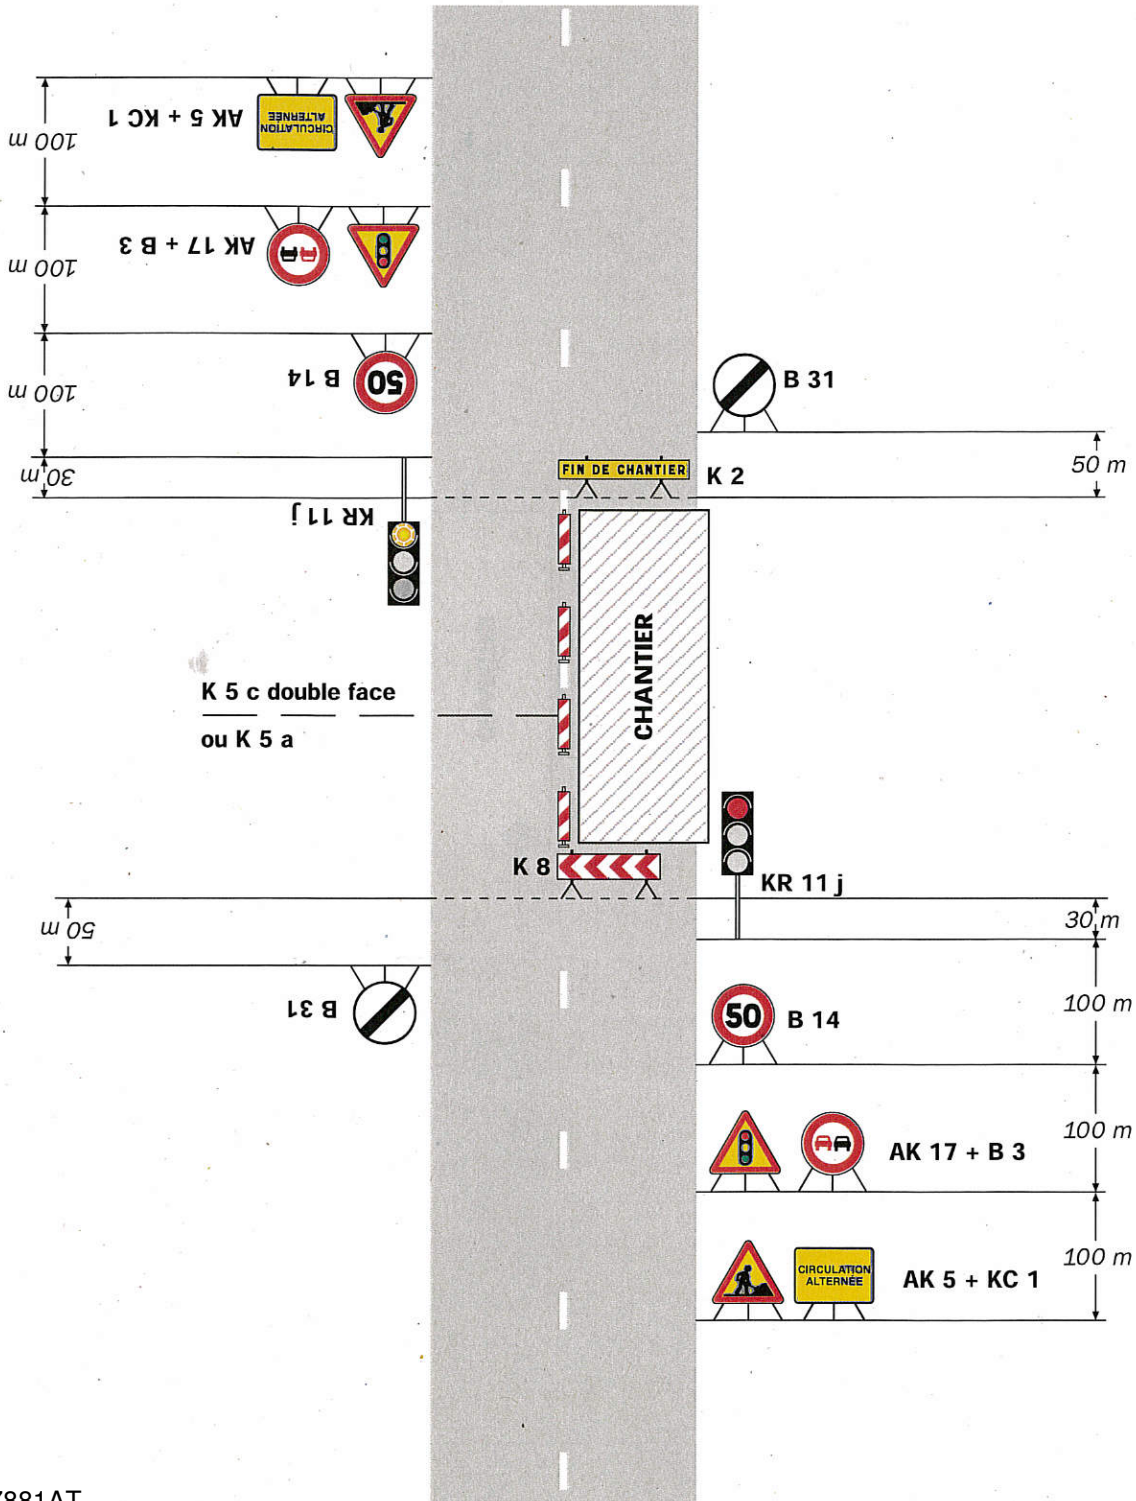 AK 5 + KC 1
CIRCULATION
ALTERNÉE
100 m
AK 17 + B 3
100 m
B 14
50
100 m
B 31
30 m
50 m
FIN DE CHANTIER
K 2
KR 11 j
CHANTIER
K 5 c double face
ou K 5 a
K 8
KR 11 j
50 m
30 m
B 31
50
B 14
100 m
AK 17 + B 3
100 m
CIRCULATION
ALTERNÉE
AK 5 + KC 1
100 m
7881AT